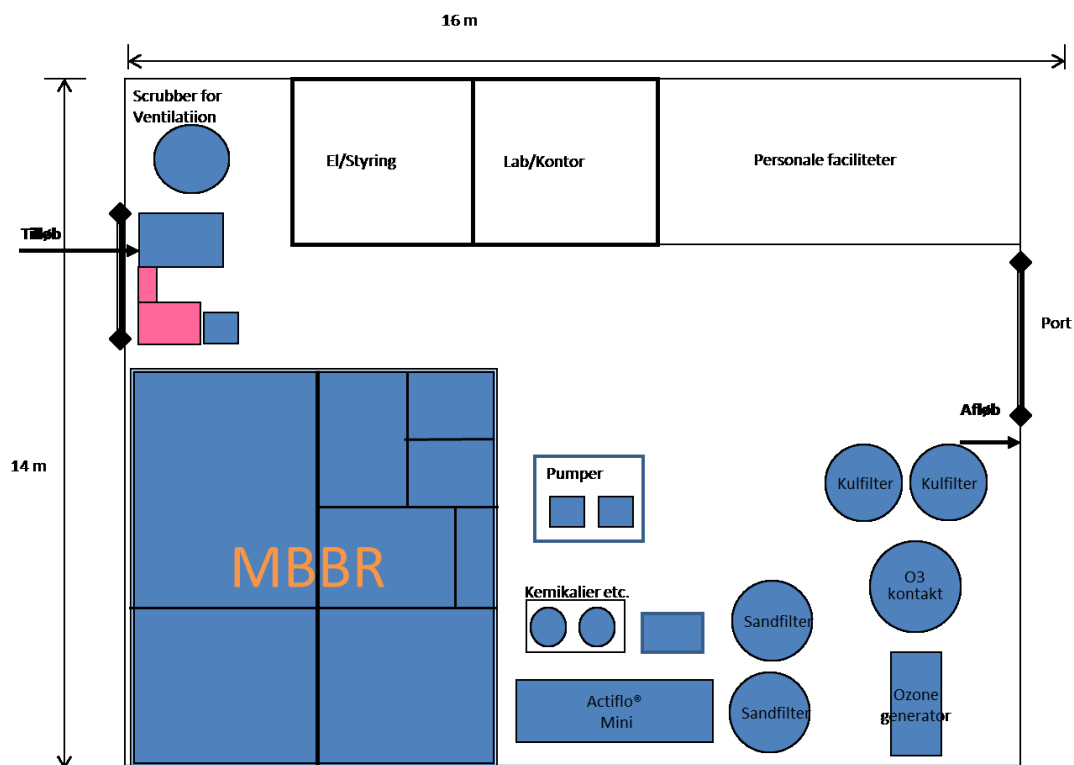 16 m
Scrubber for
Ventilatiion
El/Styring
Lab/Kontor
Personale faciliteter
Tilløb
Port
Afløb
14 m
Pumper
Kulfilter
Kulfilter
MBBR
O3
kontakt
Kemikalier etc.
Sandfilter
Actiflo®
Mini
Sandfilter
Ozone
generator